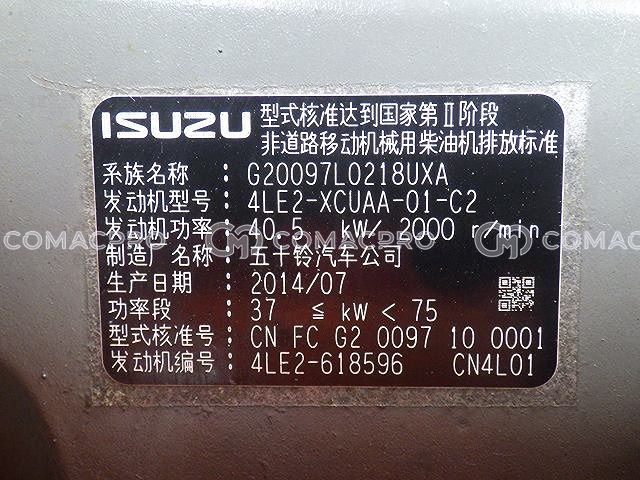 ISUZU 型式核准达到国家第Ⅱ阶段
非道路移动机械用柴油机排放标准
系族名称 : G20097L0218UXA
发动机型号: 4LE2-XCUAA-01-C2
发动机功率: 40.5 kW/ 2000 r/min
制造厂名称: 五十铃汽车公司
生产日期 : 2014/07
功率段 : 37 ≦ kW < 75
型式核准号: CN FC G2 0097 10 0001
发动机编号: 4LE2-618596 CN4L01
COMACPRO CM COMACPRO CM COMACPRO